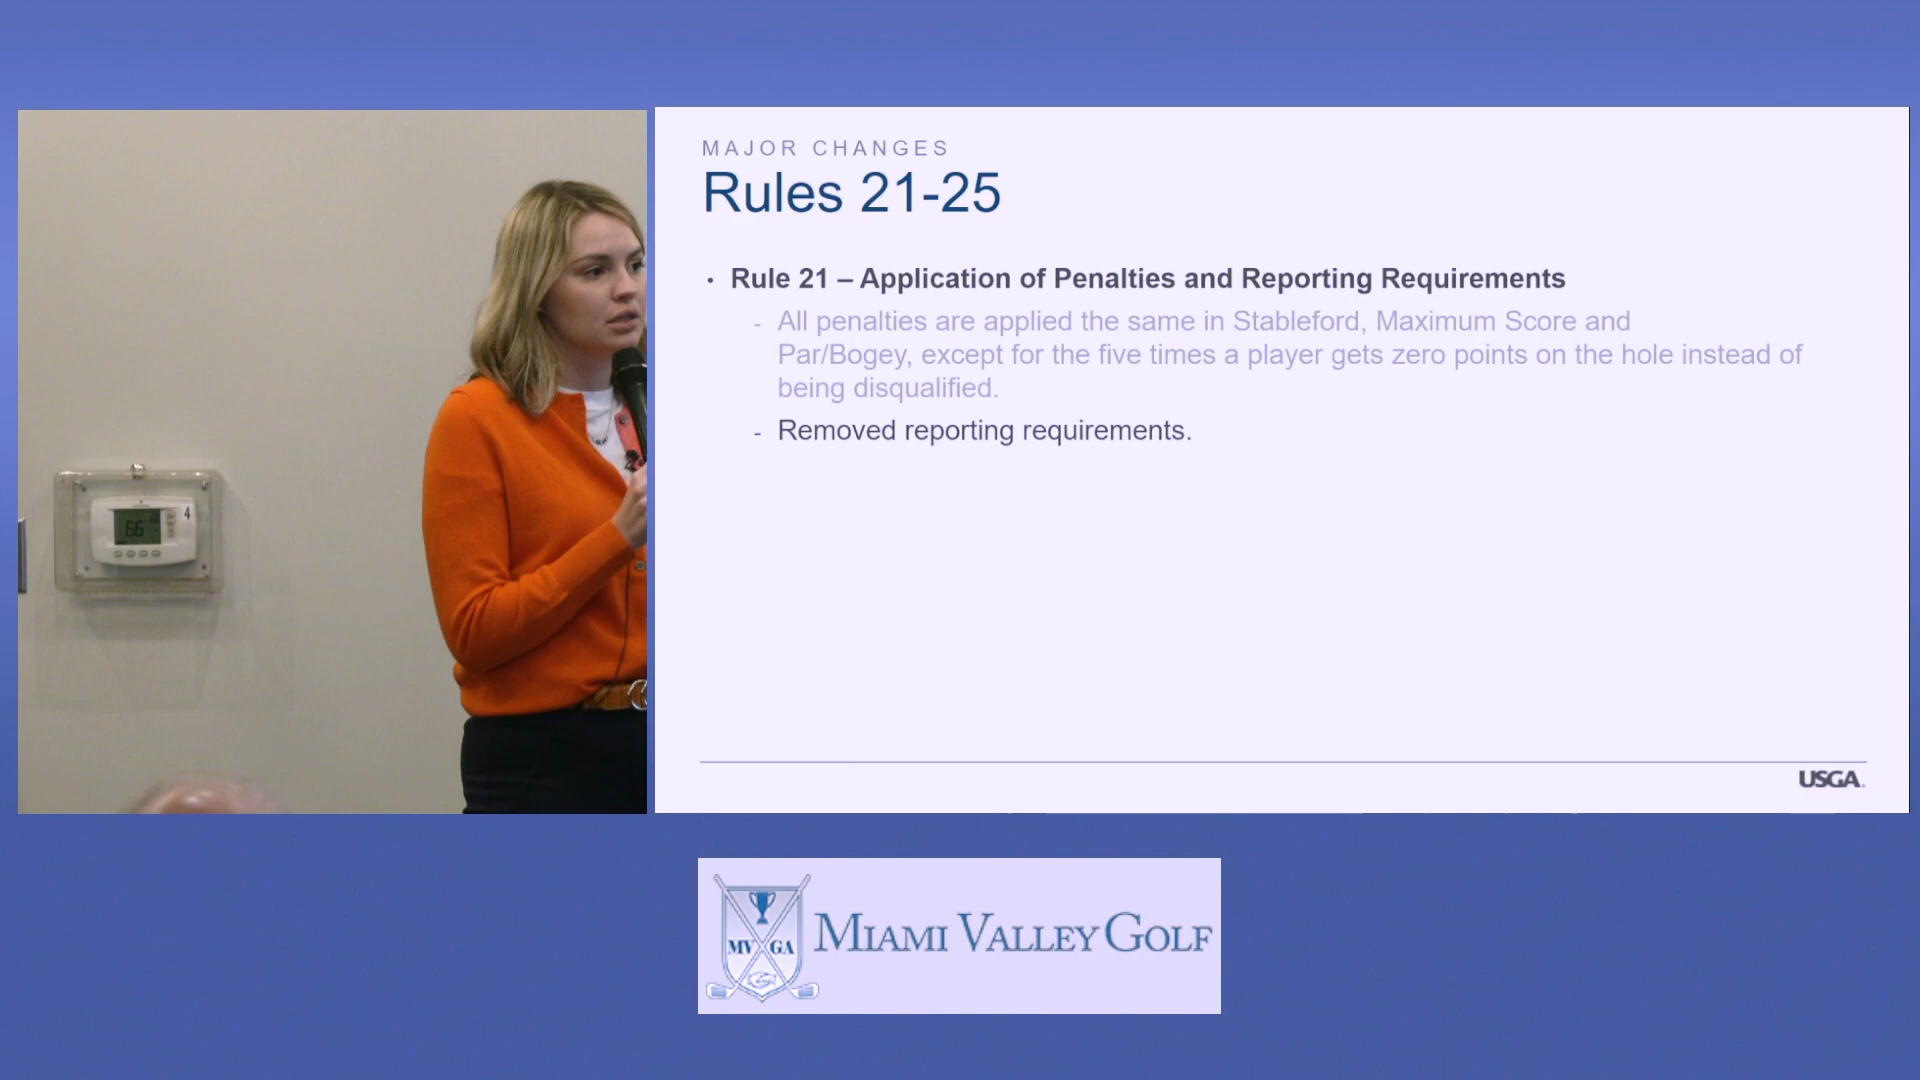 MAJOR CHANGES
Rules 21-25
• Rule 21 – Application of Penalties and Reporting Requirements
- All penalties are applied the same in Stableford, Maximum Score and
Par/Bogey, except for the five times a player gets zero points on the hole instead of
being disqualified.
- Removed reporting requirements.
USGA.
66
4
MV GA
MIAMI VALLEY GOLF